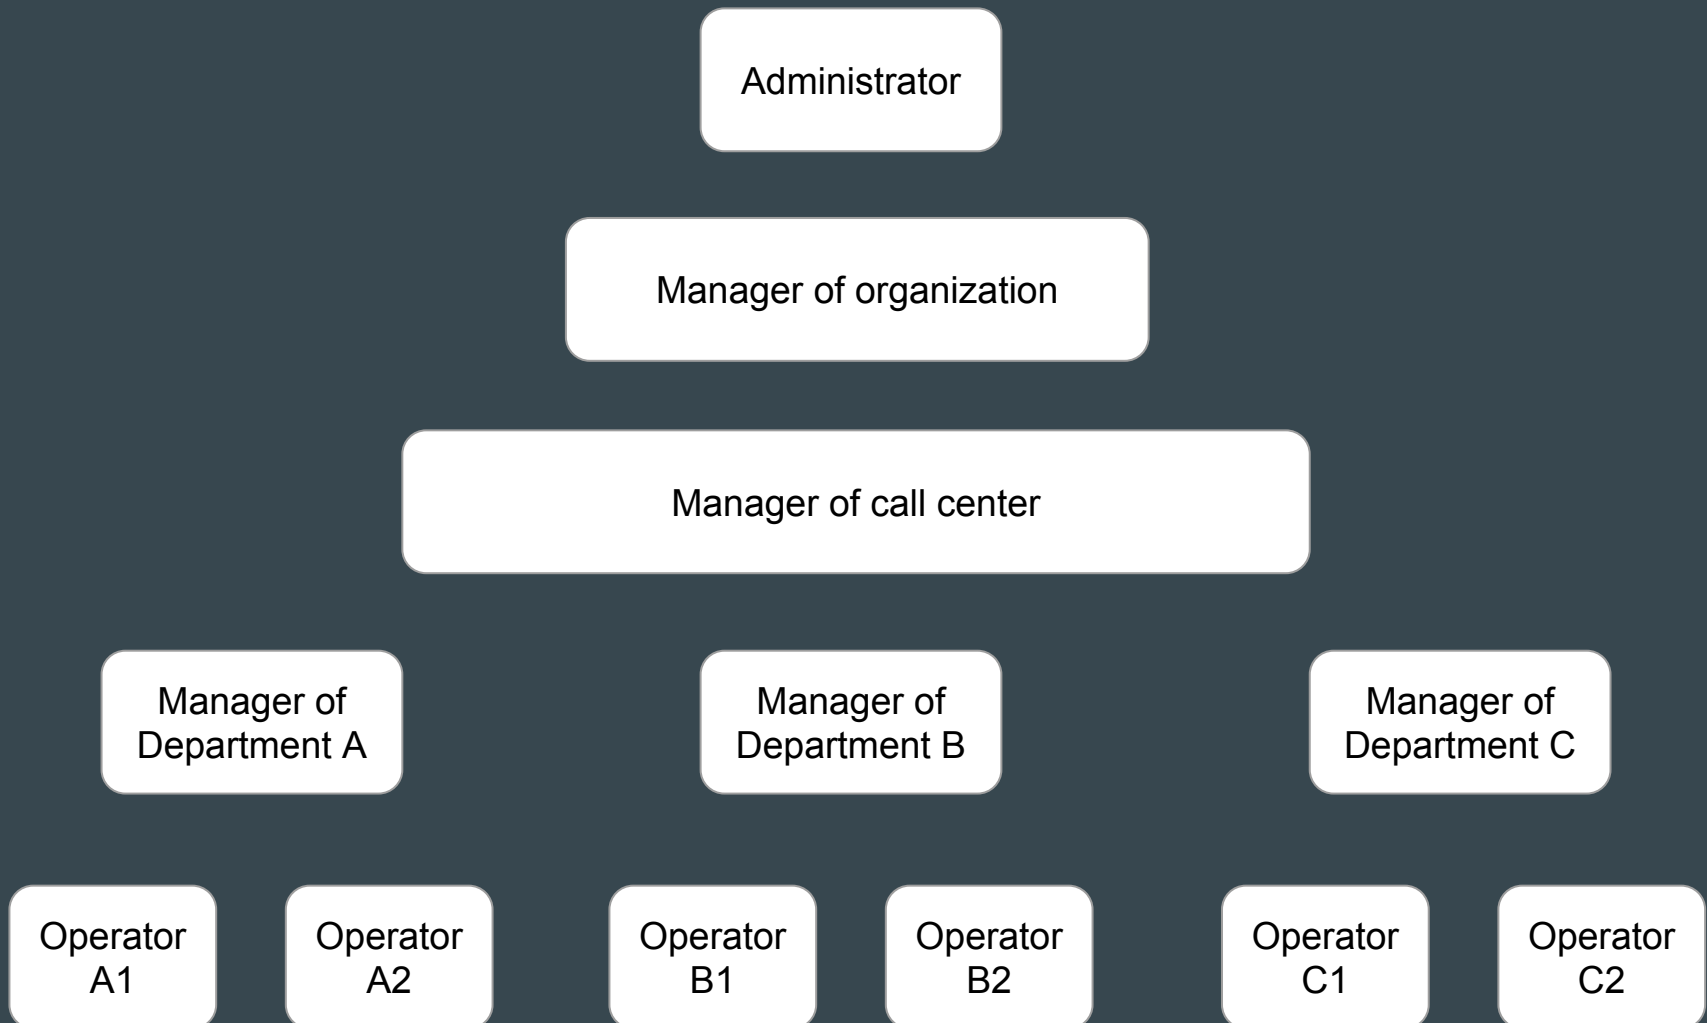 Administrator
Manager of organization
Manager of call center
Manager of
Department A
Manager of
Department B
Manager of
Department C
Operator
A1
Operator
A2
Operator
B1
Operator
B2
Operator
C1
Operator
C2